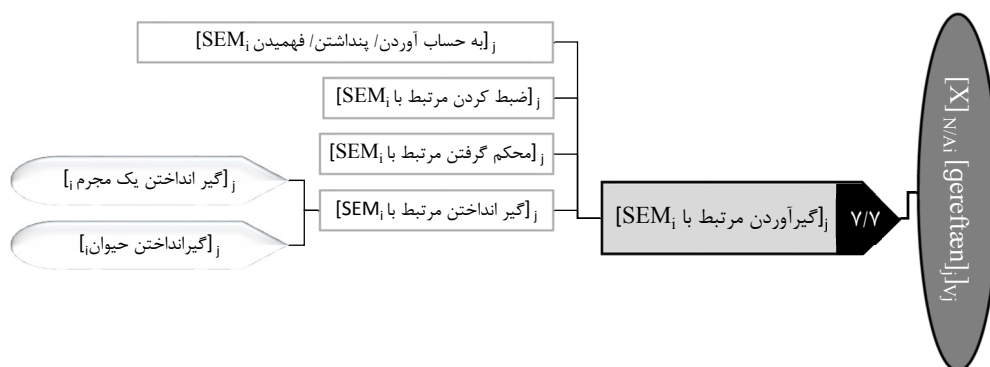 [X] N/Ai [gereftæn]j]Vj
۷/۷
[گیرآوردن مرتبط با SEMi]j
[به حساب آوردن/ پنداشتن/ فهمیدن SEMi]j
[ضبط کردن مرتبط با SEMi]j
[محکم گرفتن مرتبط با SEMi]j
[گیر انداختن مرتبط با SEMi]j
[گیر انداختن یک مجرم i]j
[گیرانداختن حیوانi]j